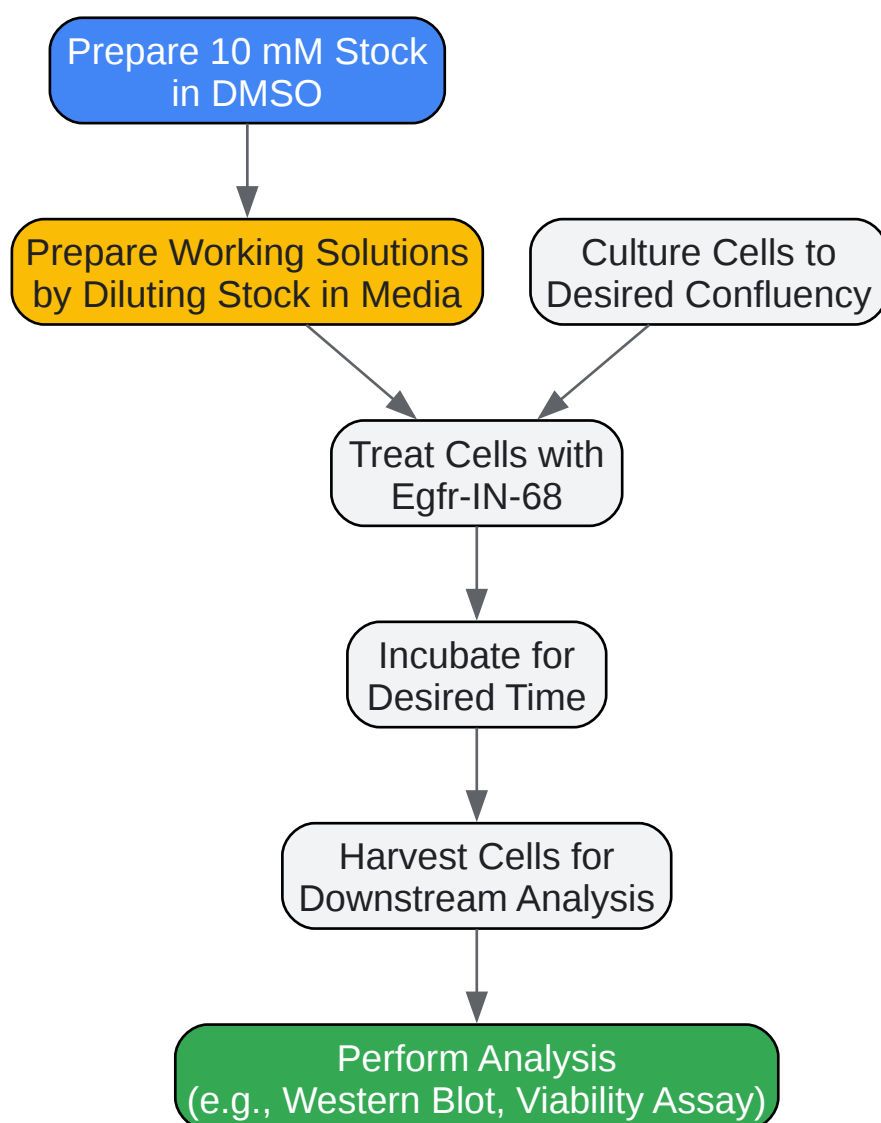 Prepare 10 mM Stock
in DMSO
Prepare Working Solutions
by Diluting Stock in Media
Culture Cells to
Desired Confluency
Treat Cells with
Egfr-IN-68
Incubate for
Desired Time
Harvest Cells for
Downstream Analysis
Perform Analysis
(e.g., Western Blot, Viability Assay)